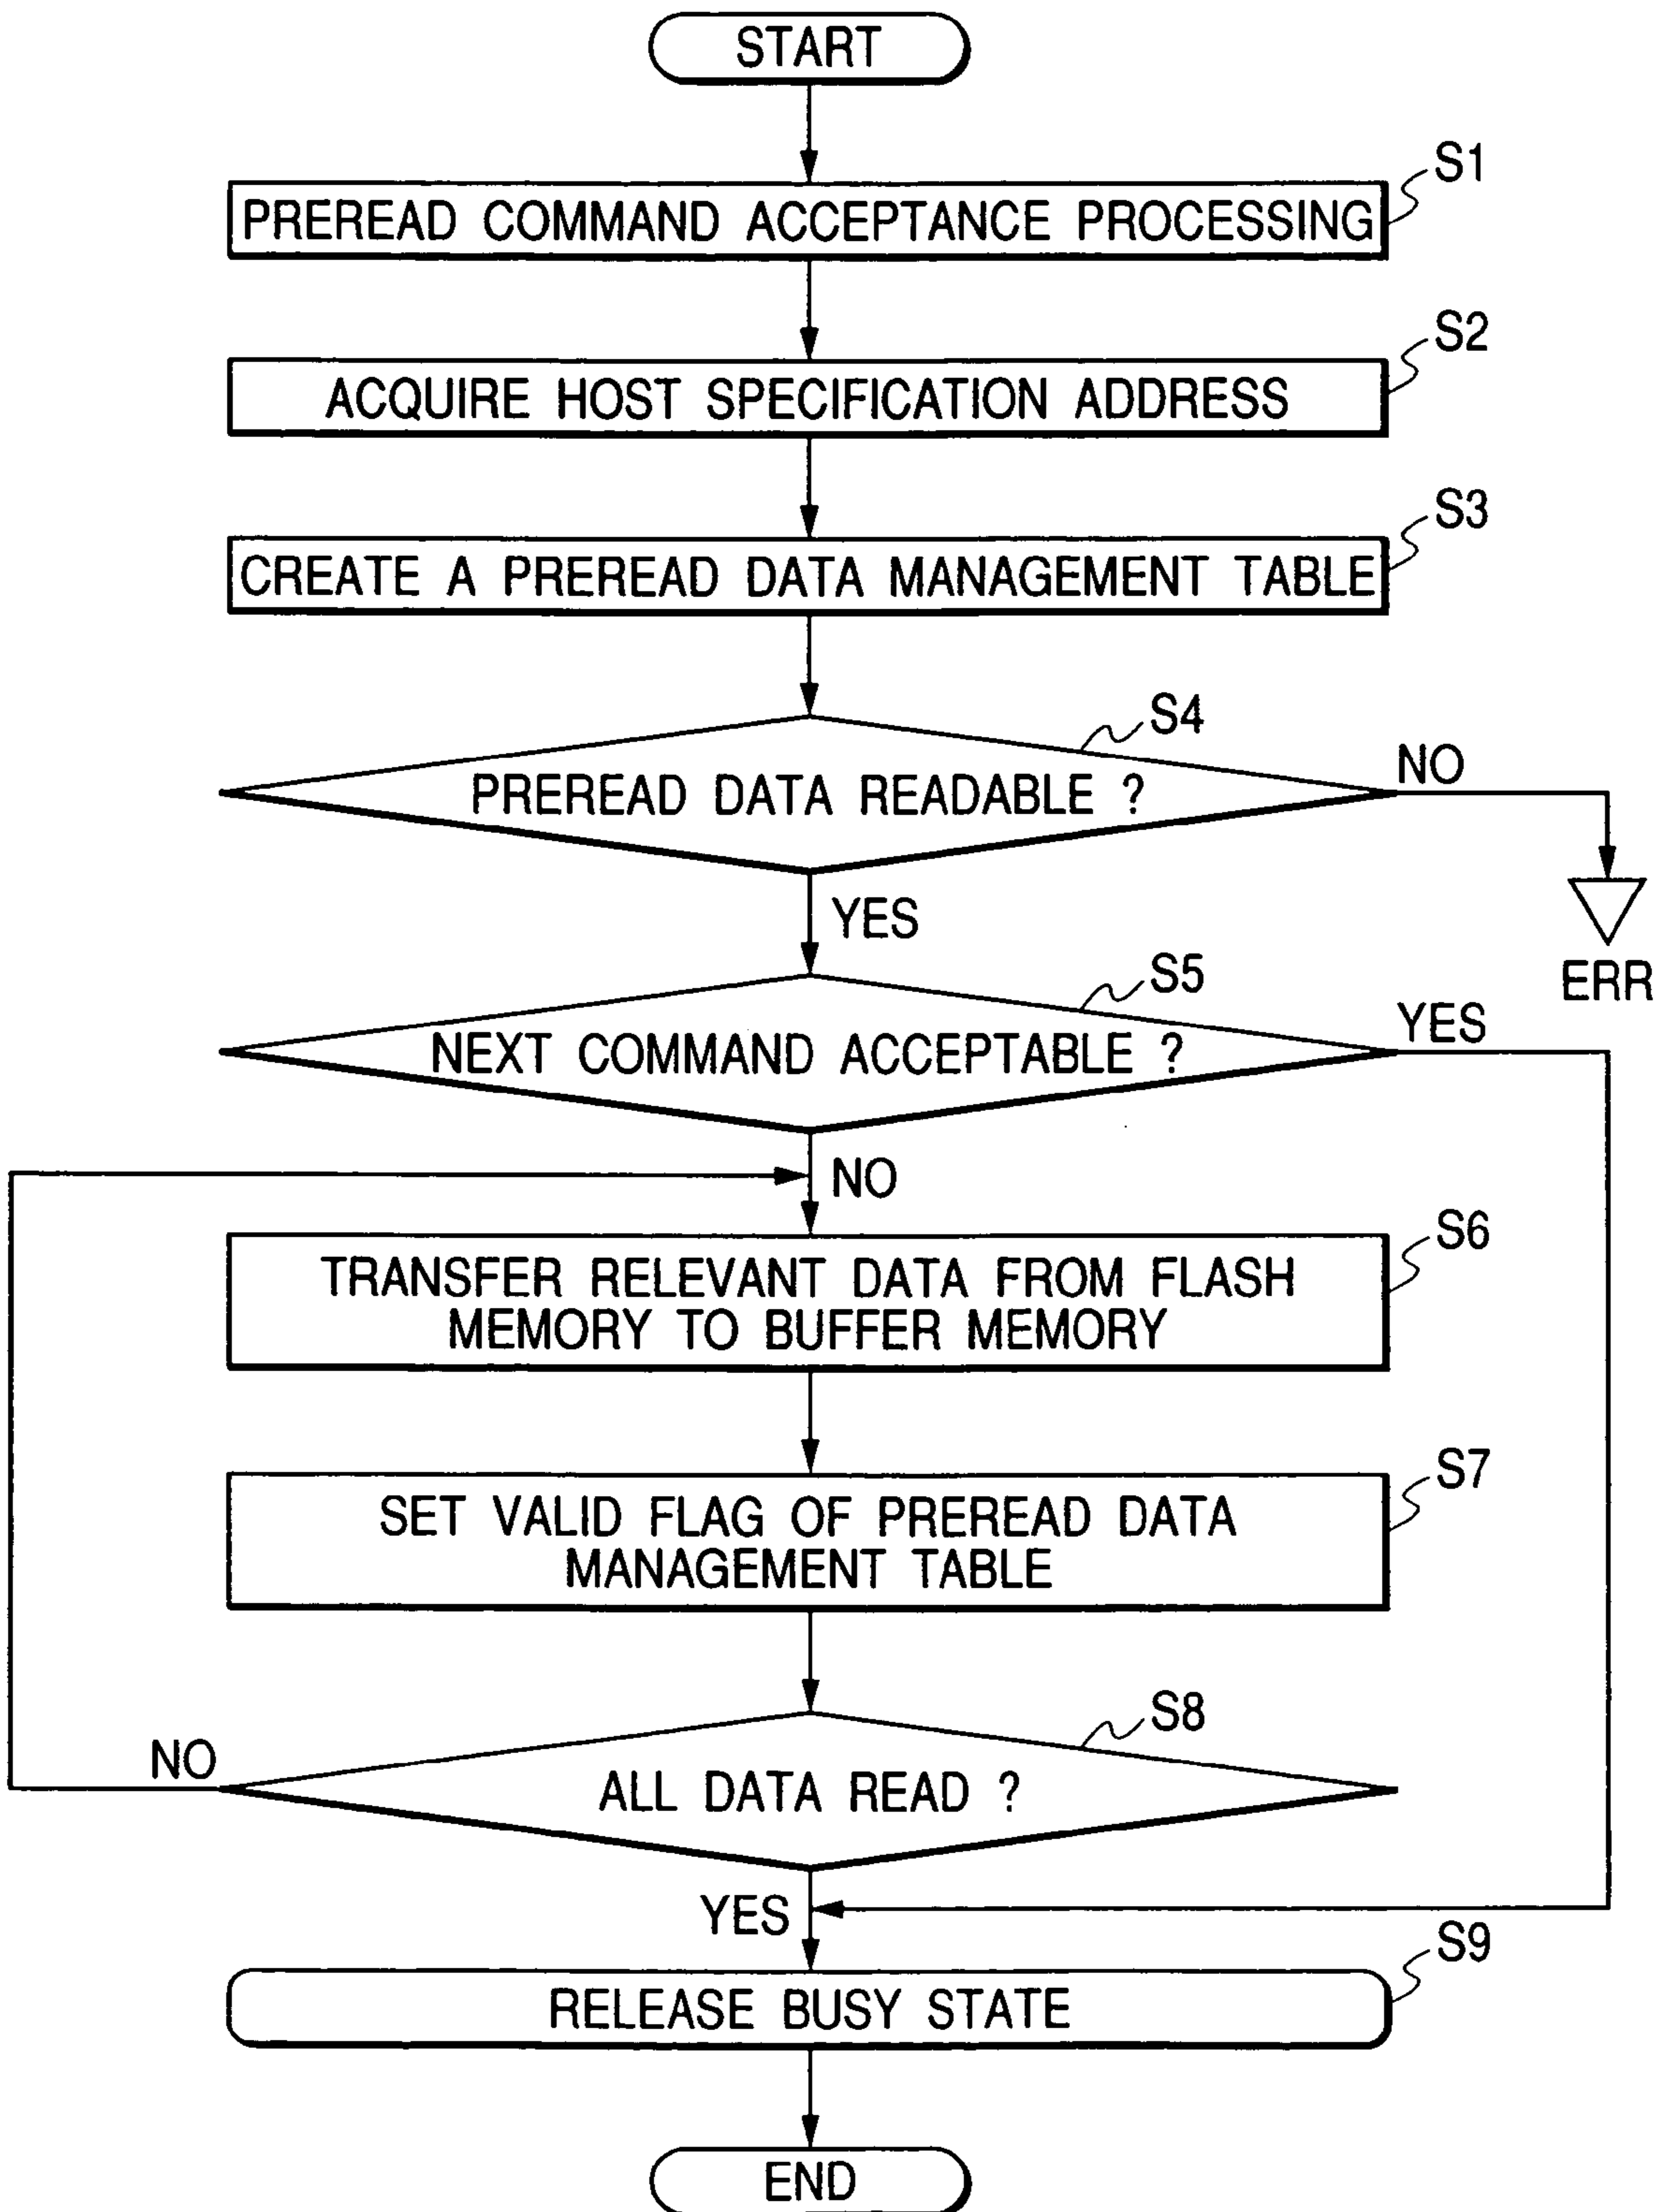 START
S1
PREREAD COMMAND ACCEPTANCE PROCESSING
S2
ACQUIRE HOST SPECIFICATION ADDRESS
S3
CREATE A PREREAD DATA MANAGEMENT TABLE
S4
PREREAD DATA READABLE ?
NO
YES
ERR
S5
NEXT COMMAND ACCEPTABLE ?
YES
NO
S6
TRANSFER RELEVANT DATA FROM FLASH
MEMORY TO BUFFER MEMORY
S7
SET VALID FLAG OF PREREAD DATA
MANAGEMENT TABLE
S8
NO
ALL DATA READ ?
YES
S9
RELEASE BUSY STATE
END